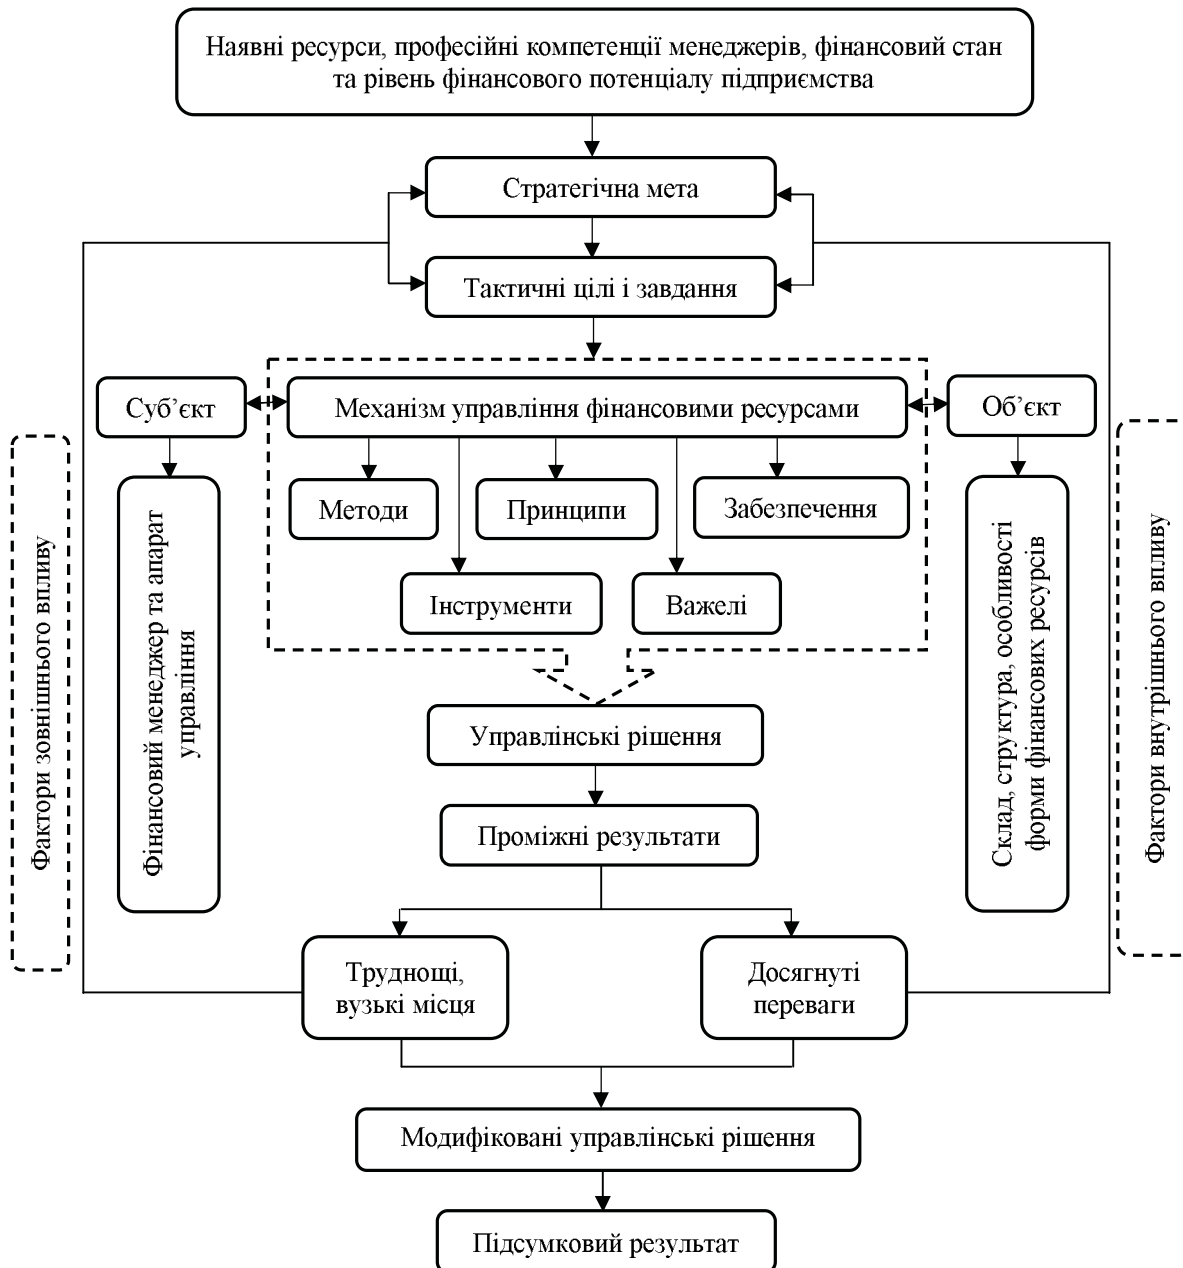 Наявні ресурси, професійні компетенції менеджерів, фінансовий стан
та рівень фінансового потенціалу підприємства
Стратегічна мета
Тактичні цілі і завдання
Суб’єкт
Механізм управління фінансовими ресурсами
Об’єкт
Методи
Принципи
Забезпечення
Інструменти
Важелі
Фактори зовнішнього впливу
Фінансовий менеджер та апарат
управління
Склад, структура, особливості
форми фінансових ресурсів
Фактори внутрішнього впливу
Управлінські рішення
Проміжні результати
Труднощі,
вузькі місця
Досягнуті
переваги
Модифіковані управлінські рішення
Підсумковий результат